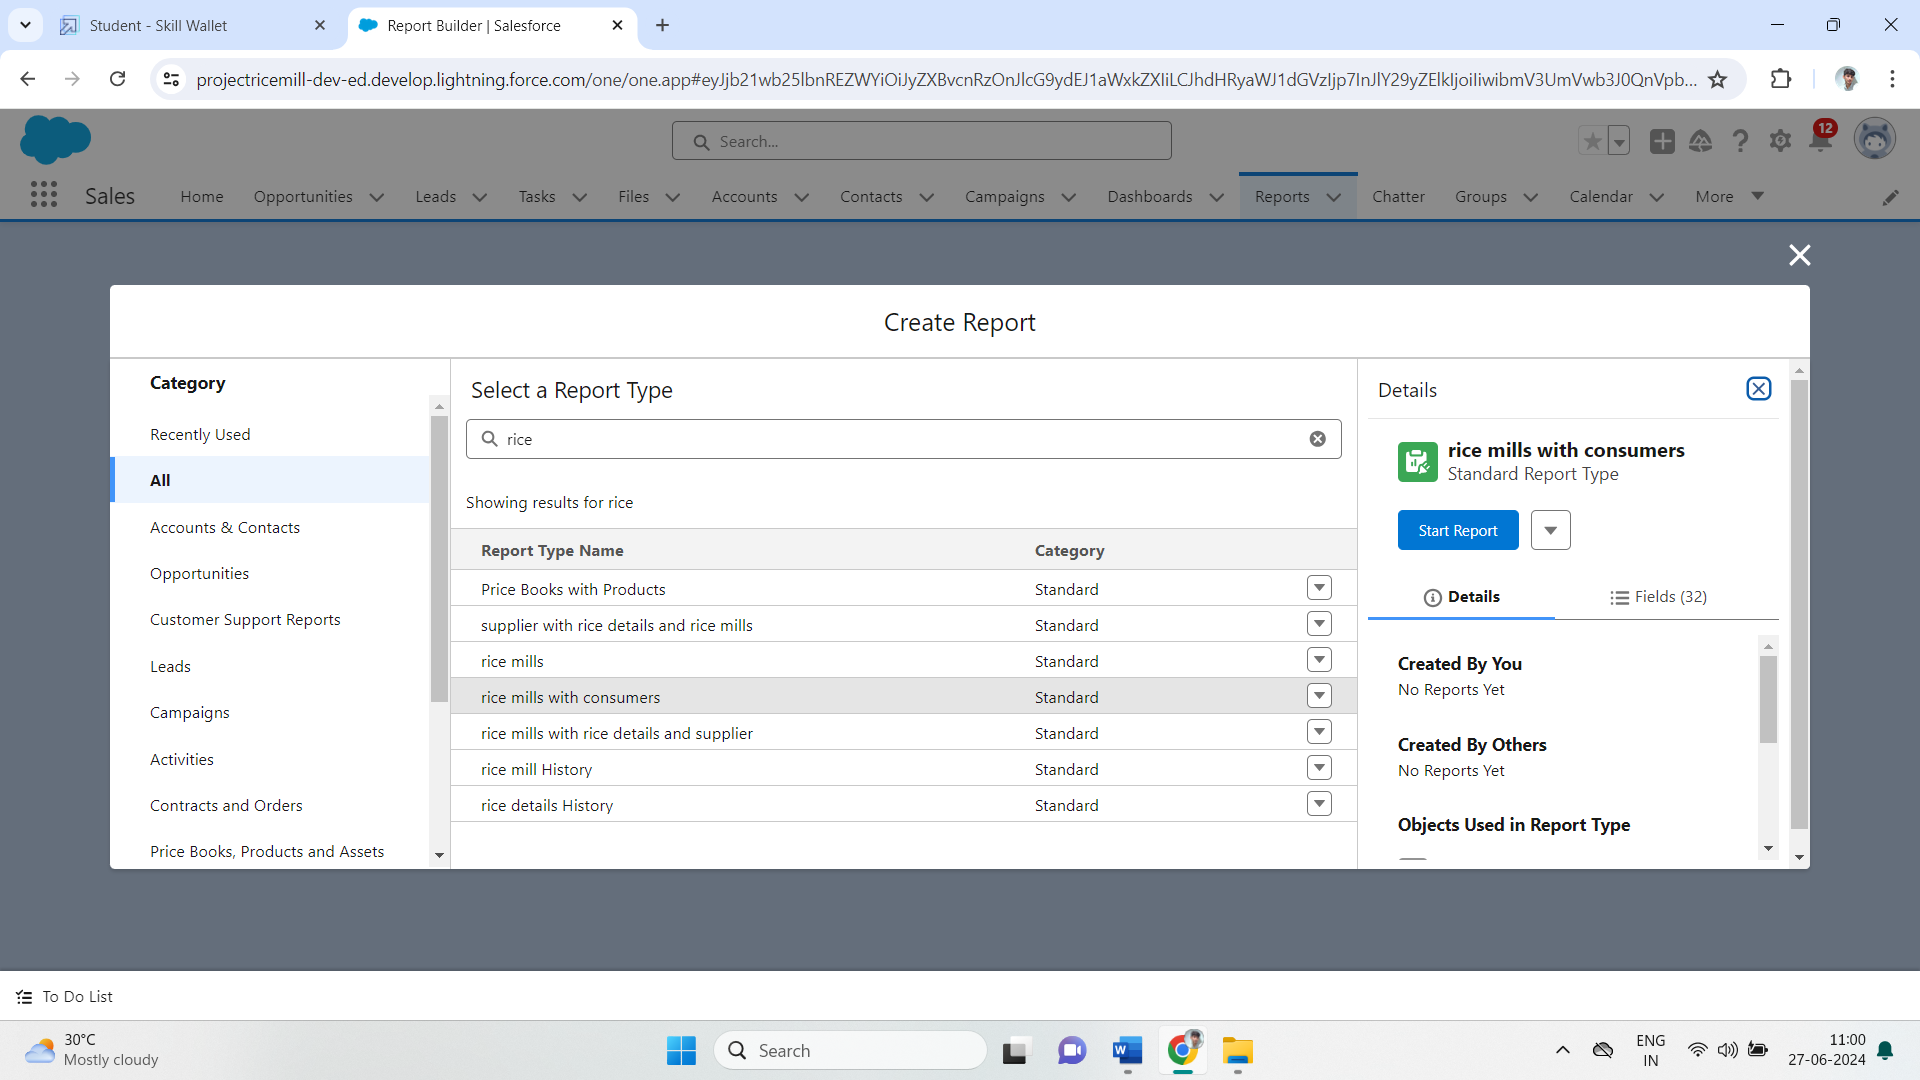 Student - Skill Wallet
Report Builder | Salesforce
projectricemill-dev-ed.develop.lightning.force.com/one/one.app#eyJjb21wb25lbnREZWYiOiJyZXBvcnRzOnJlcG9ydEJ1aWxkZXIiLCJhdHRyaWJ1dGVzIjp7InJlY29yZElkIjoiIiwibmV3UmVwb3J0QnVpb...
Search...
12
Sales
Home
Opportunities
Leads
Tasks
Files
Accounts
Contacts
Campaigns
Dashboards
Reports
Chatter
Groups
Calendar
More
Create Report
Category
Recently Used
All
Accounts & Contacts
Opportunities
Customer Support Reports
Leads
Campaigns
Activities
Contracts and Orders
Price Books, Products and Assets
Select a Report Type
rice
Showing results for rice
Report Type Name Category
Price Books with Products Standard
supplier with rice details and rice mills Standard
rice mills Standard
rice mills with consumers Standard
rice mills with rice details and supplier Standard
rice mill History Standard
rice details History Standard
Details
rice mills with consumers
Standard Report Type
Start Report
Details
Fields (32)
Created By You
No Reports Yet
Created By Others
No Reports Yet
Objects Used in Report Type
To Do List
30°C
Mostly cloudy
Search
ENG
IN
11:00
27-06-2024